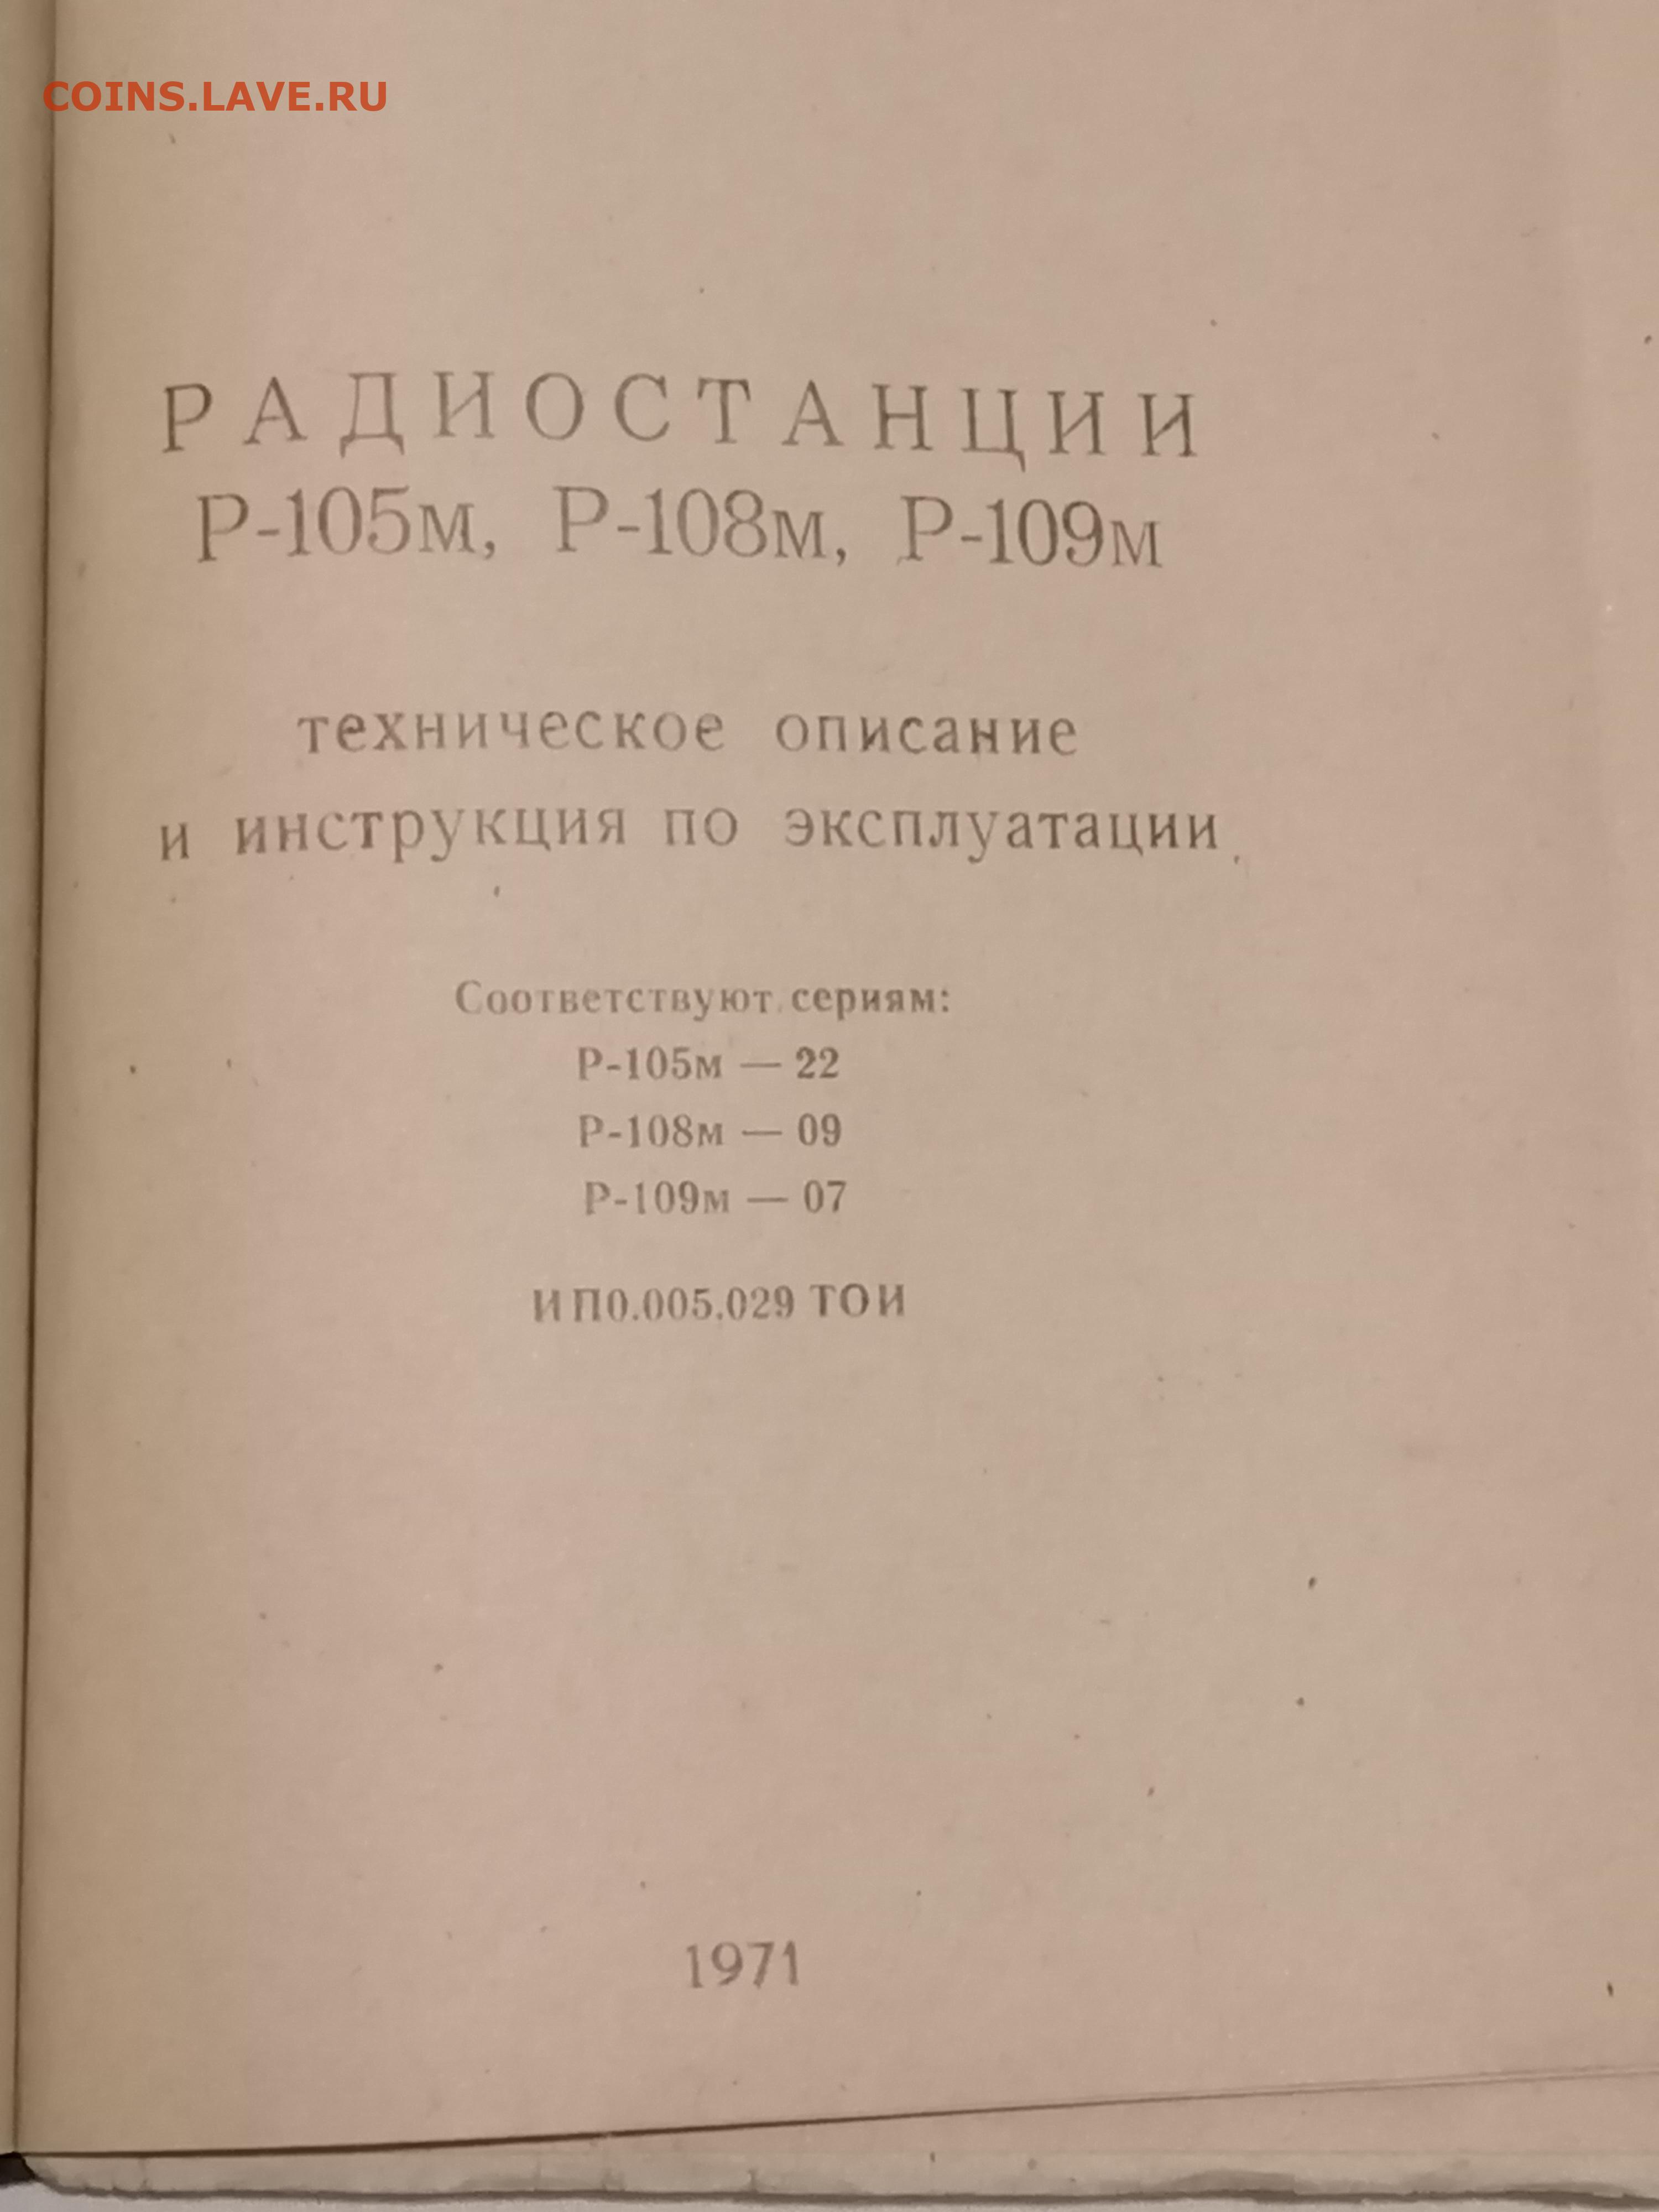 COINS.LAVE.RU
РАДИОСТАНЦИИ
Р-105м, Р-108м, Р-109м
техническое описание
и инструкция по эксплуатации
Соответствуют сериям:
Р-105м — 22
Р-108м — 09
Р-109м — 07
ИП0.005.029 ТОИ
1971